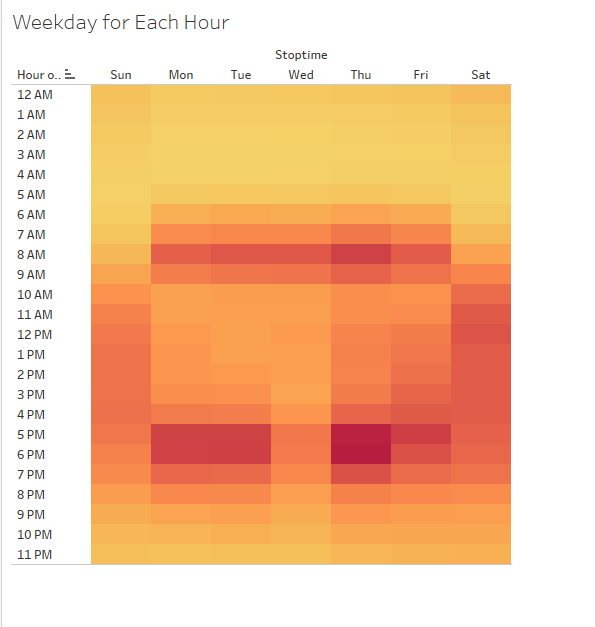 Weekday for Each Hour
Stoptime
Hour o.. Sun Mon Tue Wed Thu Fri Sat
12 AM
1 AM
2 AM
3 AM
4 AM
5 AM
6 AM
7 AM
8 AM
9 AM
10 AM
11 AM
12 PM
1 PM
2 PM
3 PM
4 PM
5 PM
6 PM
7 PM
8 PM
9 PM
10 PM
11 PM